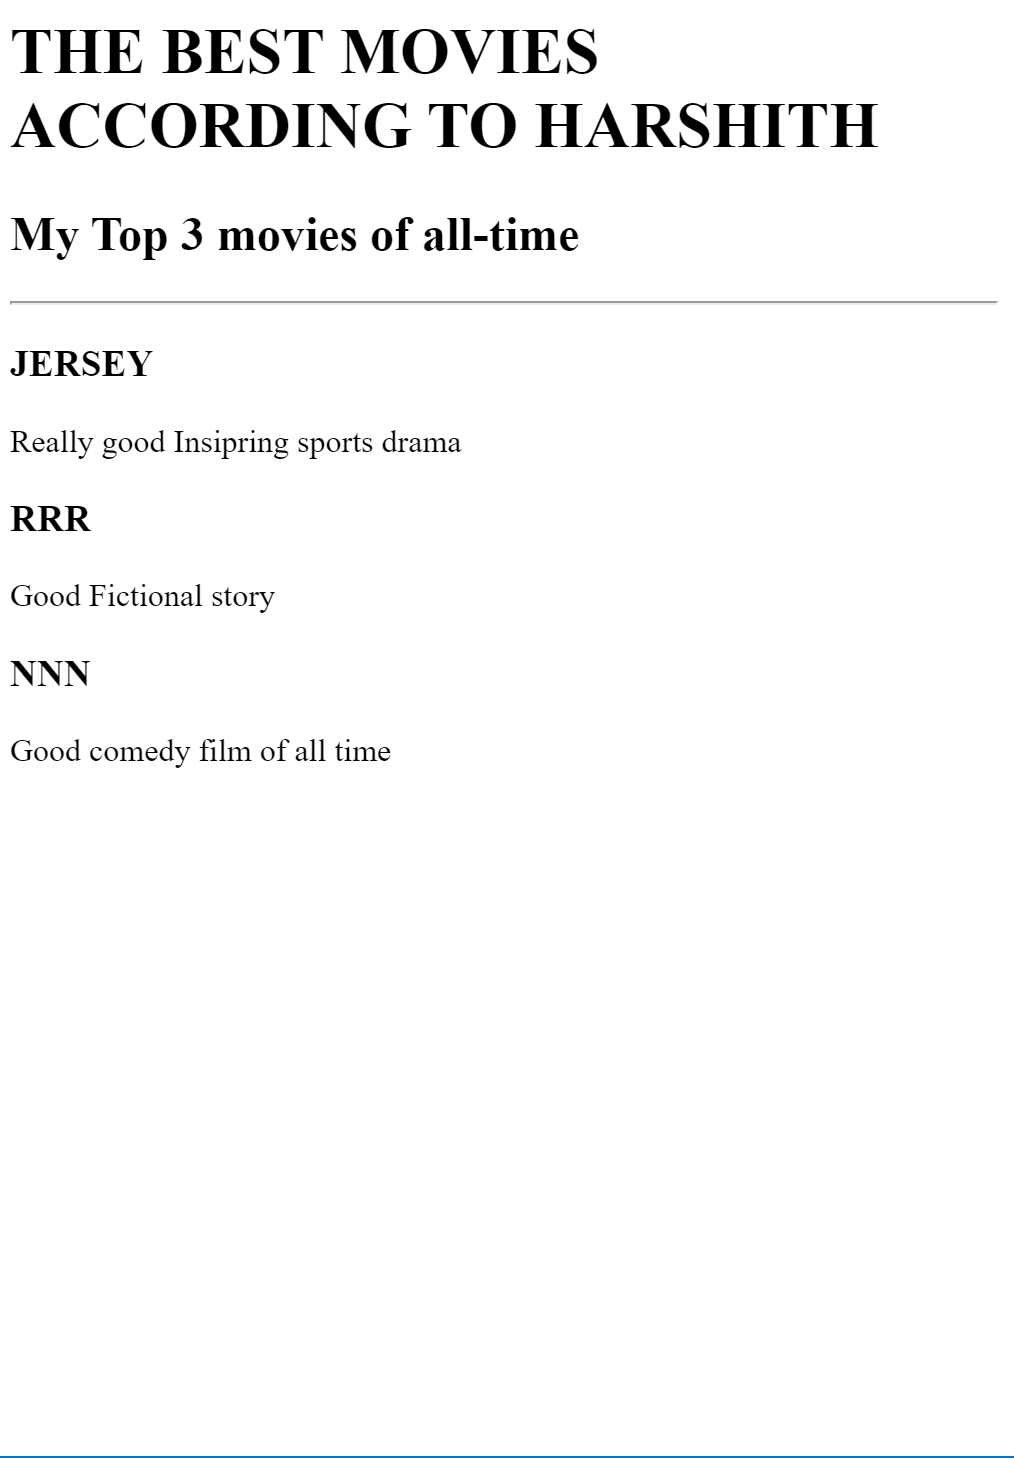 THE BEST MOVIES
ACCORDING TO HARSHITH
My Top 3 movies of all-time
JERSEY
Really good Insipring sports drama
RRR
Good Fictional story
NNN
Good comedy film of all time